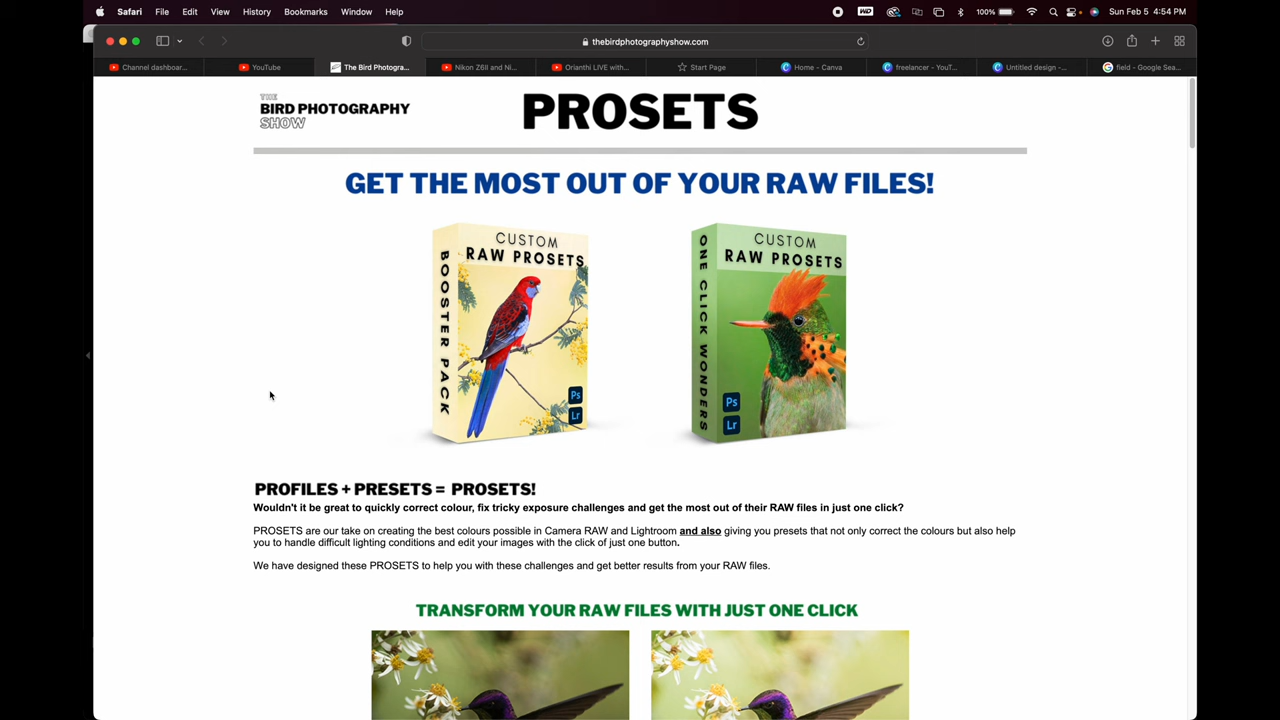 Safari File Edit View History Bookmarks Window Help
WD 100% Sun Feb 5 4:54 PM
thebirdphotographyshow.com
Channel dashboar... YouTube The Bird Photogra... Nikon Z6II and Ni... Orianthi LIVE with... Start Page Home – Canva freelancer - YouT... Untitled design -... field - Google Sea...
THE
BIRD PHOTOGRAPHY
SHOW
PROSETS
GET THE MOST OUT OF YOUR RAW FILES!
CUSTOM
RAW PROSETS
BOOSTER PACK
Ps
Lr
CUSTOM
RAW PROSETS
ONE CLICK WONDERS
Ps
Lr
PROFILES + PRESETS = PROSETS!
Wouldn't it be great to quickly correct colour, fix tricky exposure challenges and get the most out of their RAW files in just one click?
PROSETS are our take on creating the best colours possible in Camera RAW and Lightroom and also giving you presets that not only correct the colours but also help
you to handle difficult lighting conditions and edit your images with the click of just one button.
We have designed these PROSETS to help you with these challenges and get better results from your RAW files.
TRANSFORM YOUR RAW FILES WITH JUST ONE CLICK